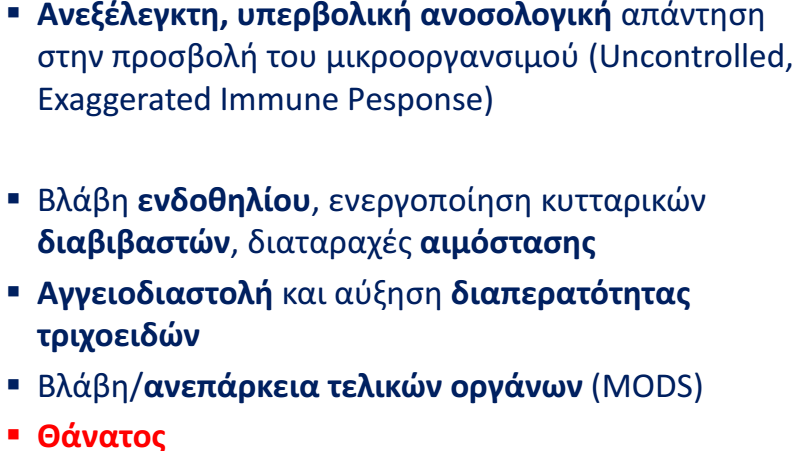 ▪ Ανεξέλεγκτη, υπερβολική ανοσολογική απάντηση
στην προσβολή του μικροοργανσιμού (Uncontrolled,
Exaggerated Immune Pesponse)
▪ Βλάβη ενδοθηλίου, ενεργοποίηση κυτταρικών
διαβιβαστών, διαταραχές αιμόστασης
▪ Αγγειοδιαστολή και αύξηση διαπερατότητας
τριχοειδών
▪ Βλάβη/ανεπάρκεια τελικών οργάνων (MODS)
▪ Θάνατος